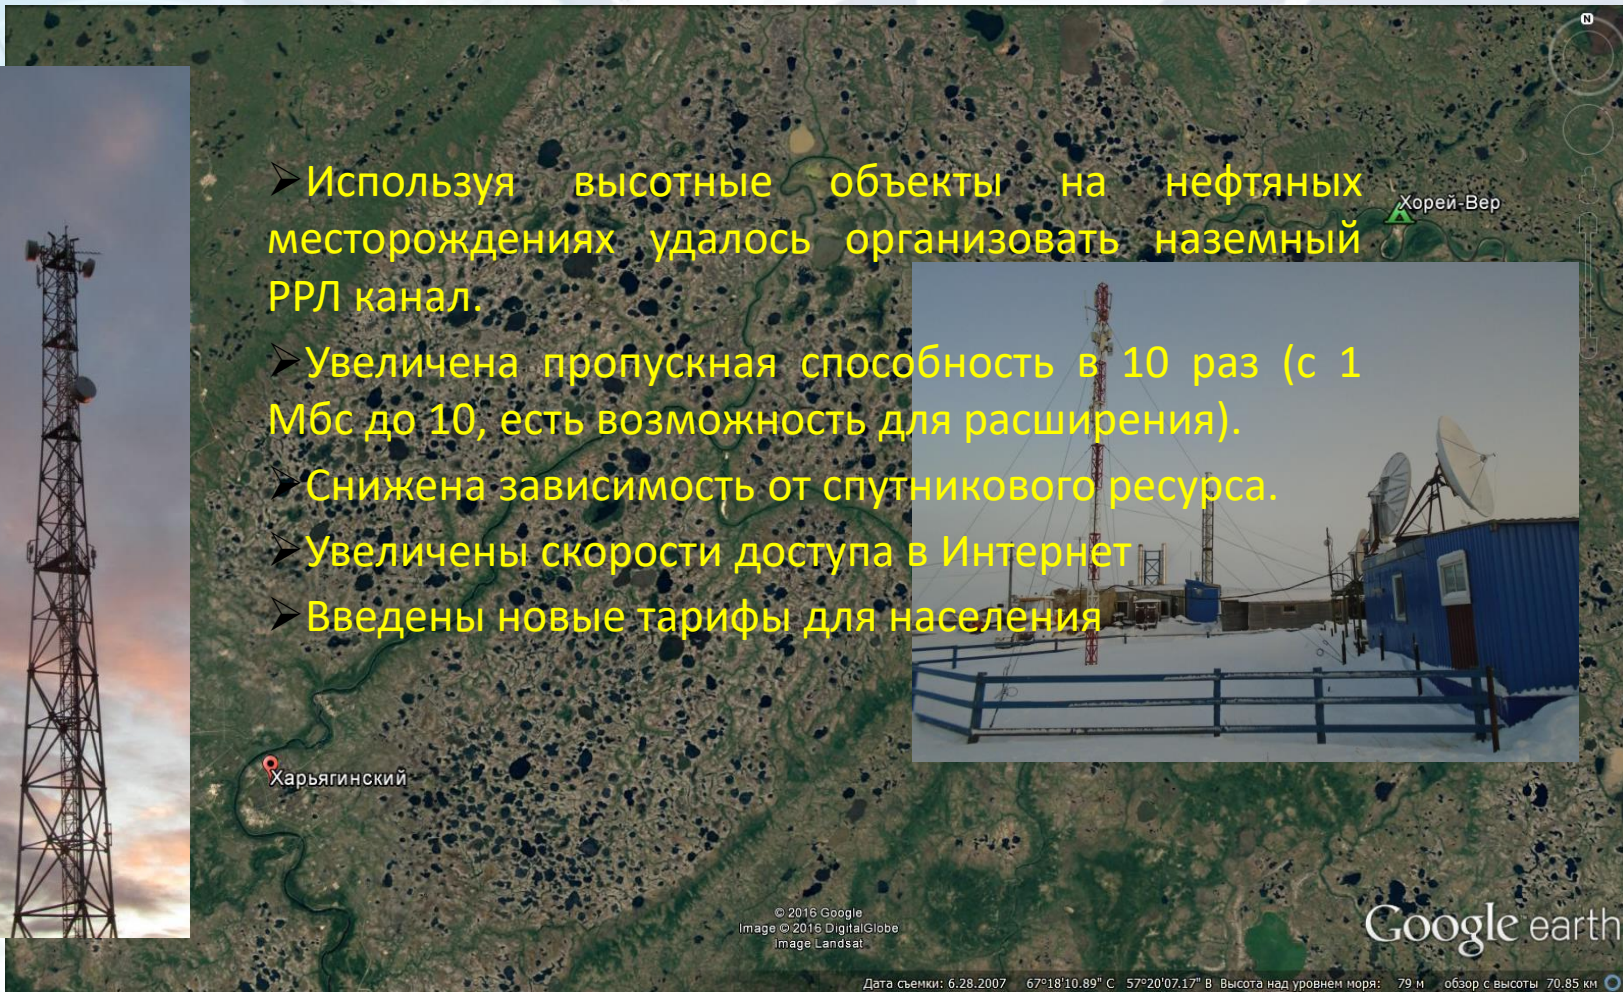 N
➢Используя высотные объекты на нефтяных
месторождениях удалось организовать наземный
РРЛ канал.
➢Увеличена пропускная способность в 10 раз (с 1
Мбс до 10, есть возможность для расширения).
➢Снижена зависимость от спутникового ресурса.
➢Увеличены скорости доступа в Интернет
➢Введены новые тарифы для населения
Хорей-Вер
Харьягинский
© 2016 Google
Image © 2016 DigitalGlobe
Image Landsat
Google earth
Дата съемки: 6.28.2007 67°18'10.89" С 57°20'07.17" В Высота над уровнем моря: 79 м обзор с высоты 70.85 км